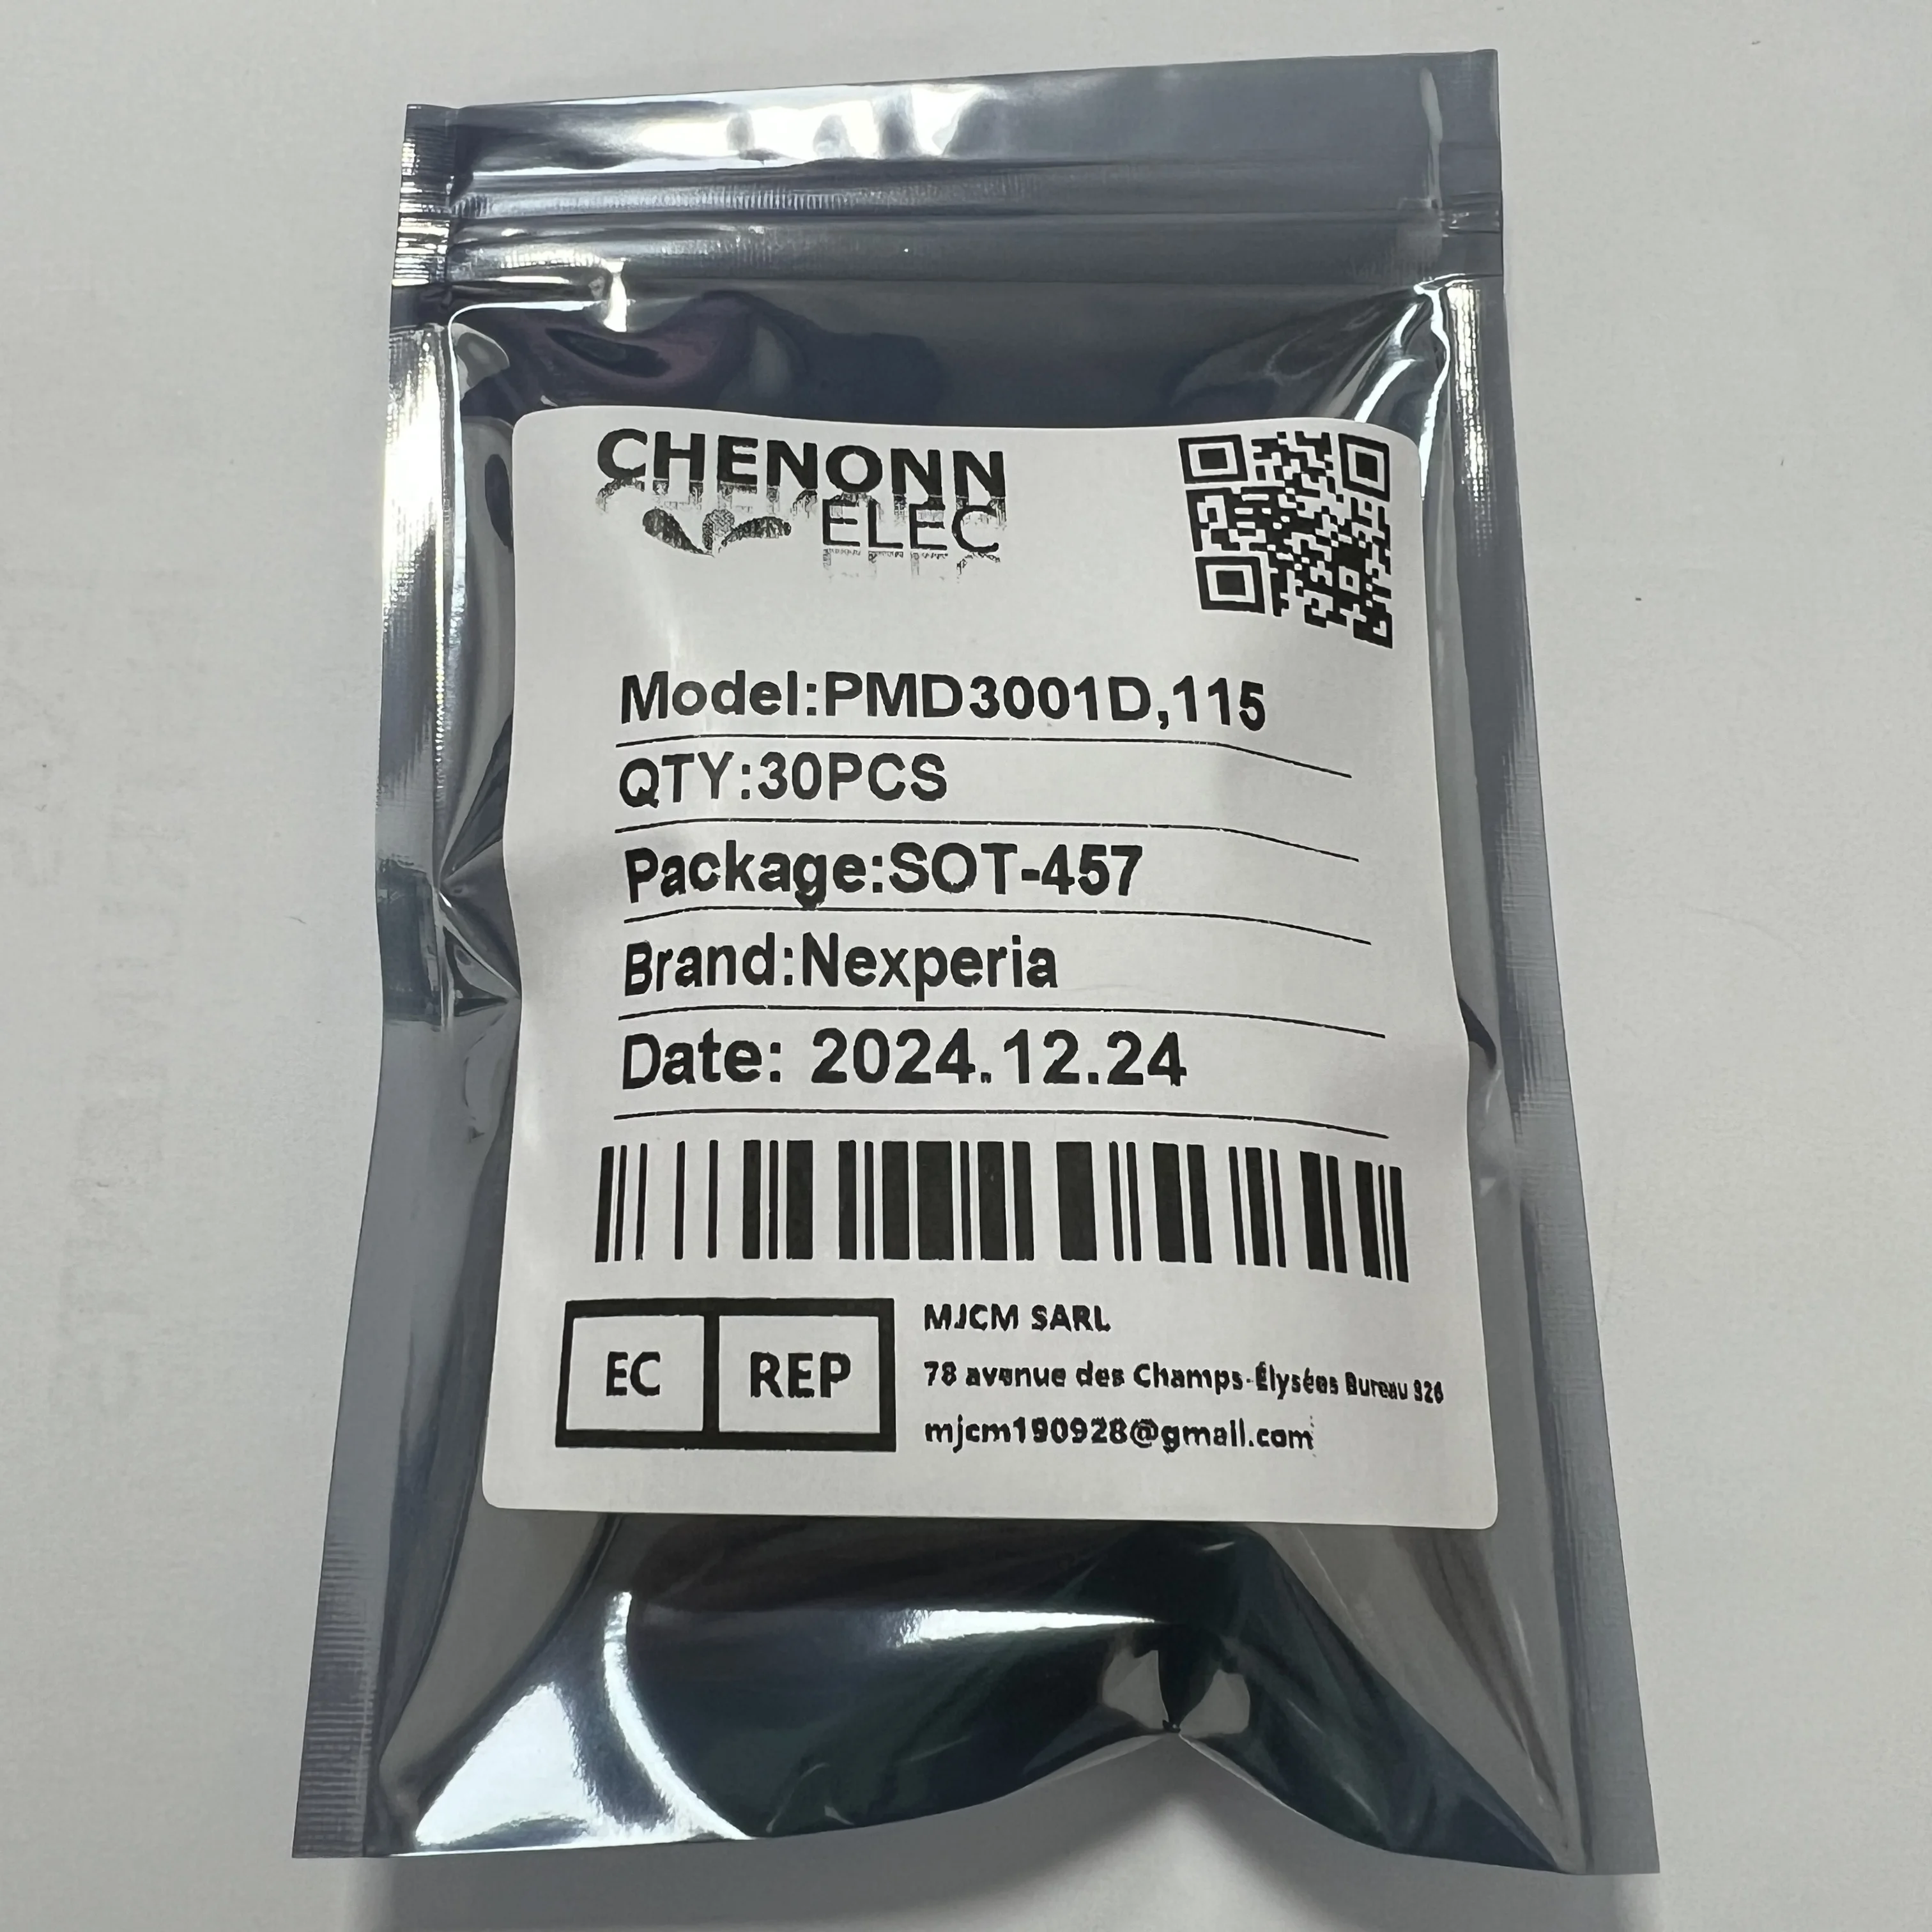 CHENONN
ELEC
Model:PMD3001D,115
QTY:30PCS
Package:SOT-457
Brand:Nexperia
Date: 2024.12.24
EC REP
MJCM SARL
78 avenue des Champs-Élysées Bureau 326
mjcm190928@gmail.com